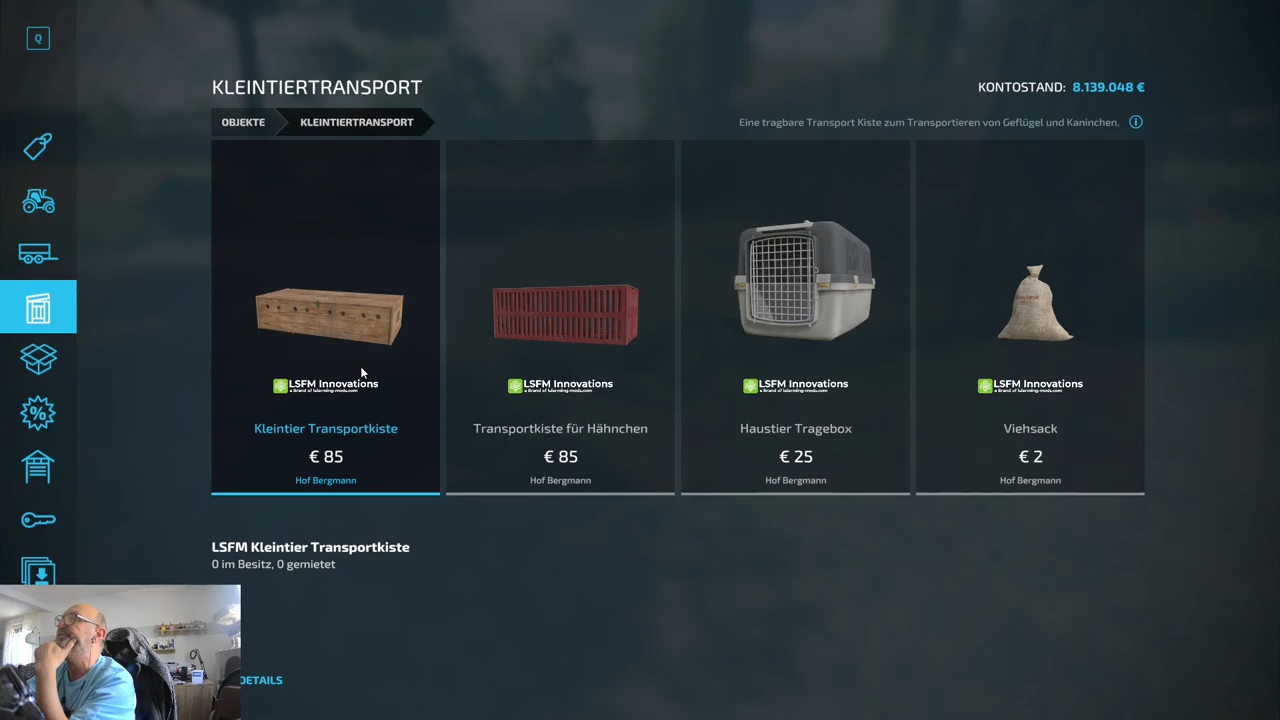 Q
KLEINTIERTRANSPORT
KONTOSTAND: 8.139.048 €
OBJEKTE
KLEINTIERTRANSPORT
Eine tragbare Transport Kiste zum Transportieren von Geflügel und Kaninchen.
LSFM Innovations
LSFM Innovations
LSFM Innovations
LSFM Innovations
Kleintier Transportkiste
Transportkiste für Hähnchen
Haustier Tragebox
Viehsack
€ 85
€ 85
€ 25
€ 2
Hof Bergmann
Hof Bergmann
Hof Bergmann
Hof Bergmann
LSFM Kleintier Transportkiste
0 im Besitz, 0 gemietet
DETAILS